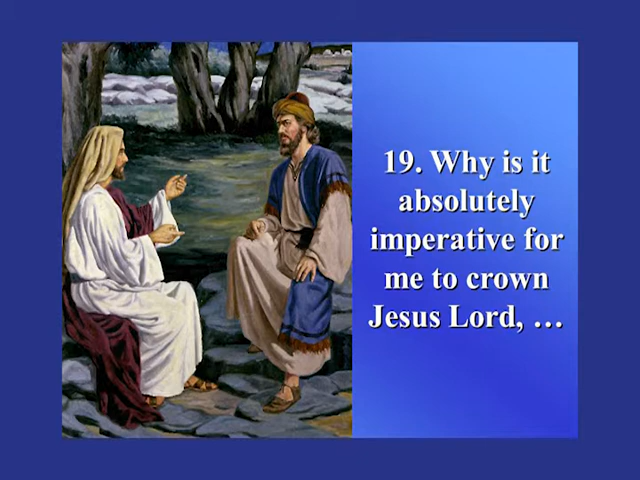 19. Why is it
absolutely
imperative for
me to crown
Jesus Lord, …